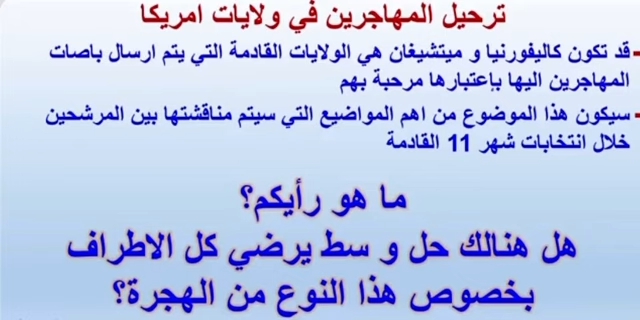 ترحيل المهاجرين في ولايات امريكا
- قد تكون كاليفورنيا و ميتشيغان هي الولايات القادمة التي يتم ارسال باصات
المهاجرين اليها بإعتبارها مرحبة بهم
- سيكون هذا الموضوع من اهم المواضيع التي سيتم مناقشتها بين المرشحين
خلال انتخابات شهر 11 القادمة
ما هو رأيكم؟
هل هنالك حل و سط يرضي كل الاطراف
بخصوص هذا النوع من الهجرة؟